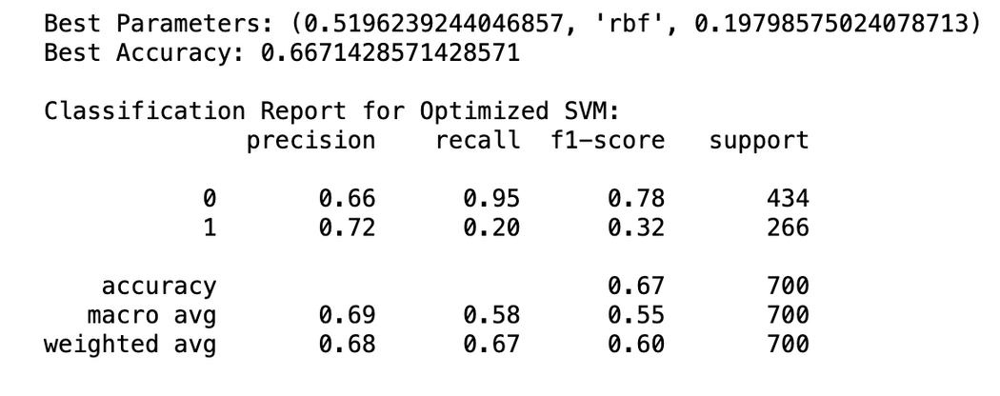 Best Parameters: (0.5196239244046857, 'rbf', 0.19798575024078713)
Best Accuracy: 0.6671428571428571
Classification Report for Optimized SVM:
precision recall f1-score support
0 0.66 0.95 0.78 434
1 0.72 0.20 0.32 266
accuracy 0.67 700
macro avg 0.69 0.58 0.55 700
weighted avg 0.68 0.67 0.60 700